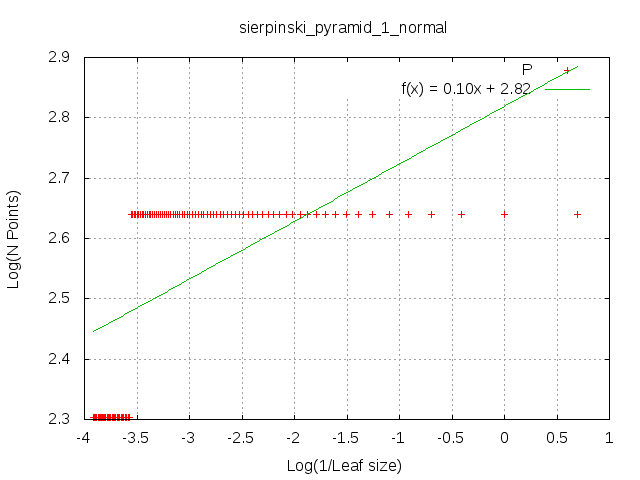 sierpinski_pyramid_1_normal
2.9
2.8
2.7
2.6
2.5
2.4
2.3
Log(N Points)
P
f(x) = 0.10x + 2.82
-4 -3.5 -3 -2.5 -2 -1.5 -1 -0.5 0 0.5 1
Log(1/Leaf size)